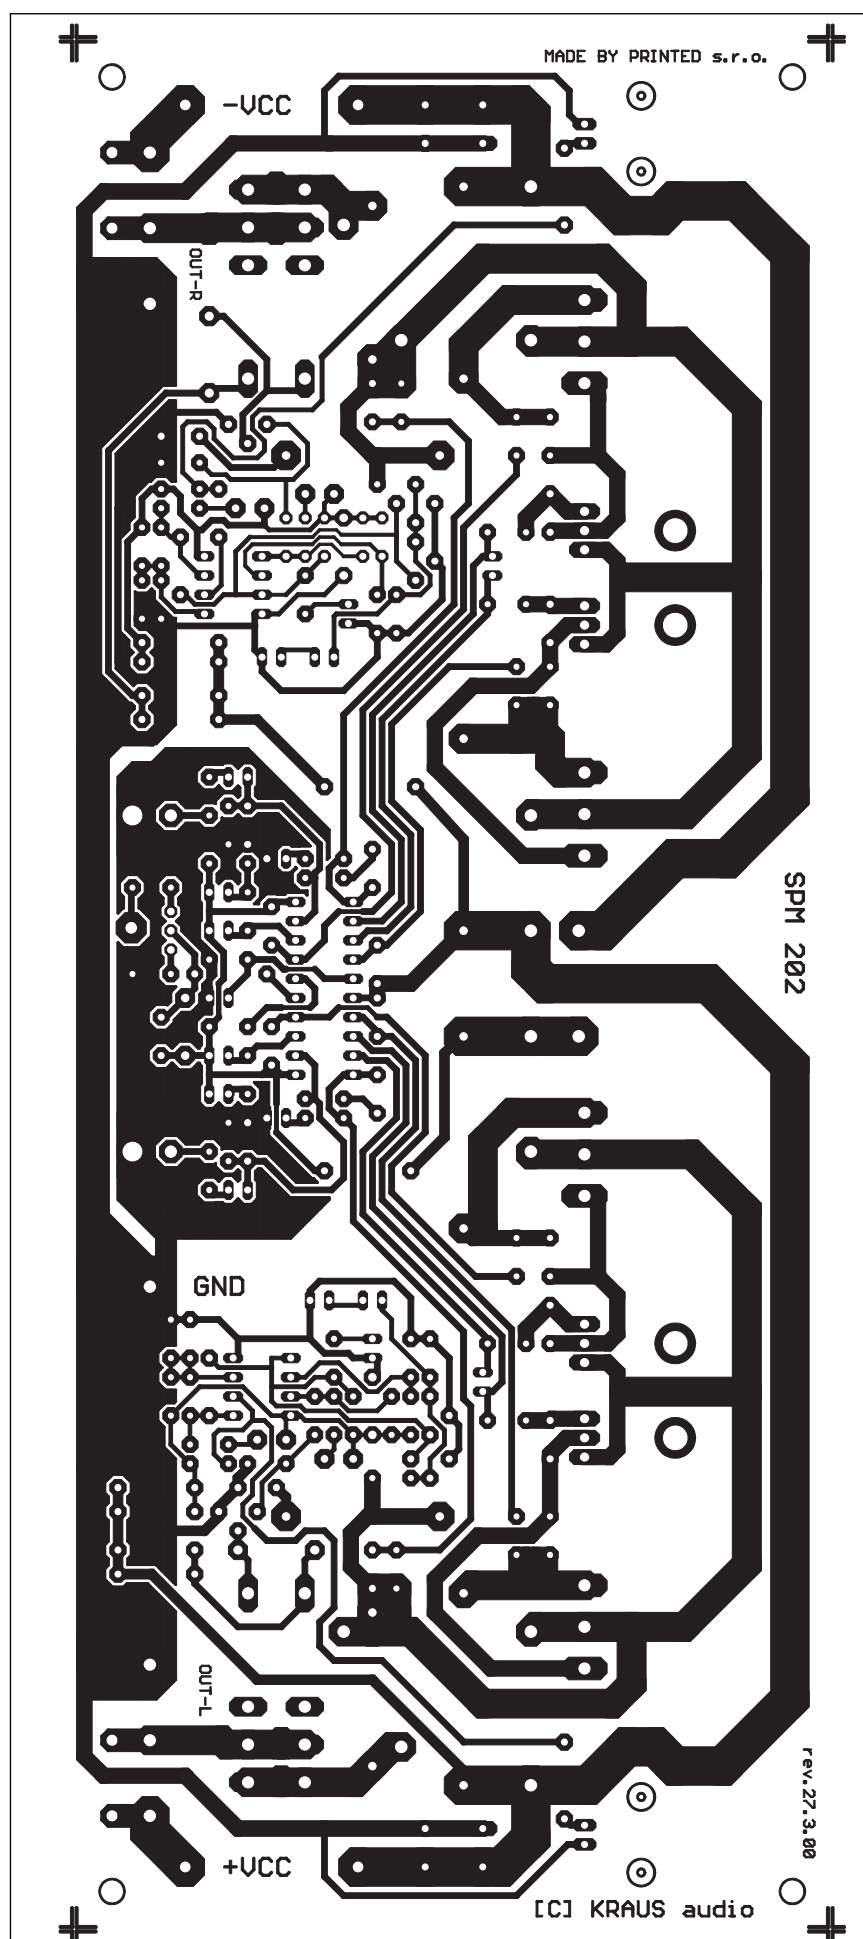 MADE BY PRINTED s.r.o.
-VCC
OUT-R
SPM 202
GND
OUT-L
rev.27.3.00
+VCC
[C] KRAUS audio